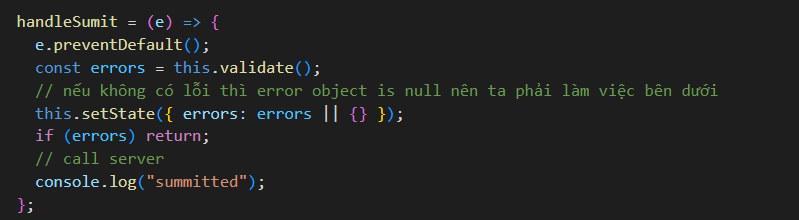 handleSumit = (e) => {
e.preventDefault();
const errors = this.validate();
// nếu không có lỗi thì error object is null nên ta phải làm việc bên dưới
this.setState({ errors: errors || {} });
if (errors) return;
// call server
console.log("summitted");
};